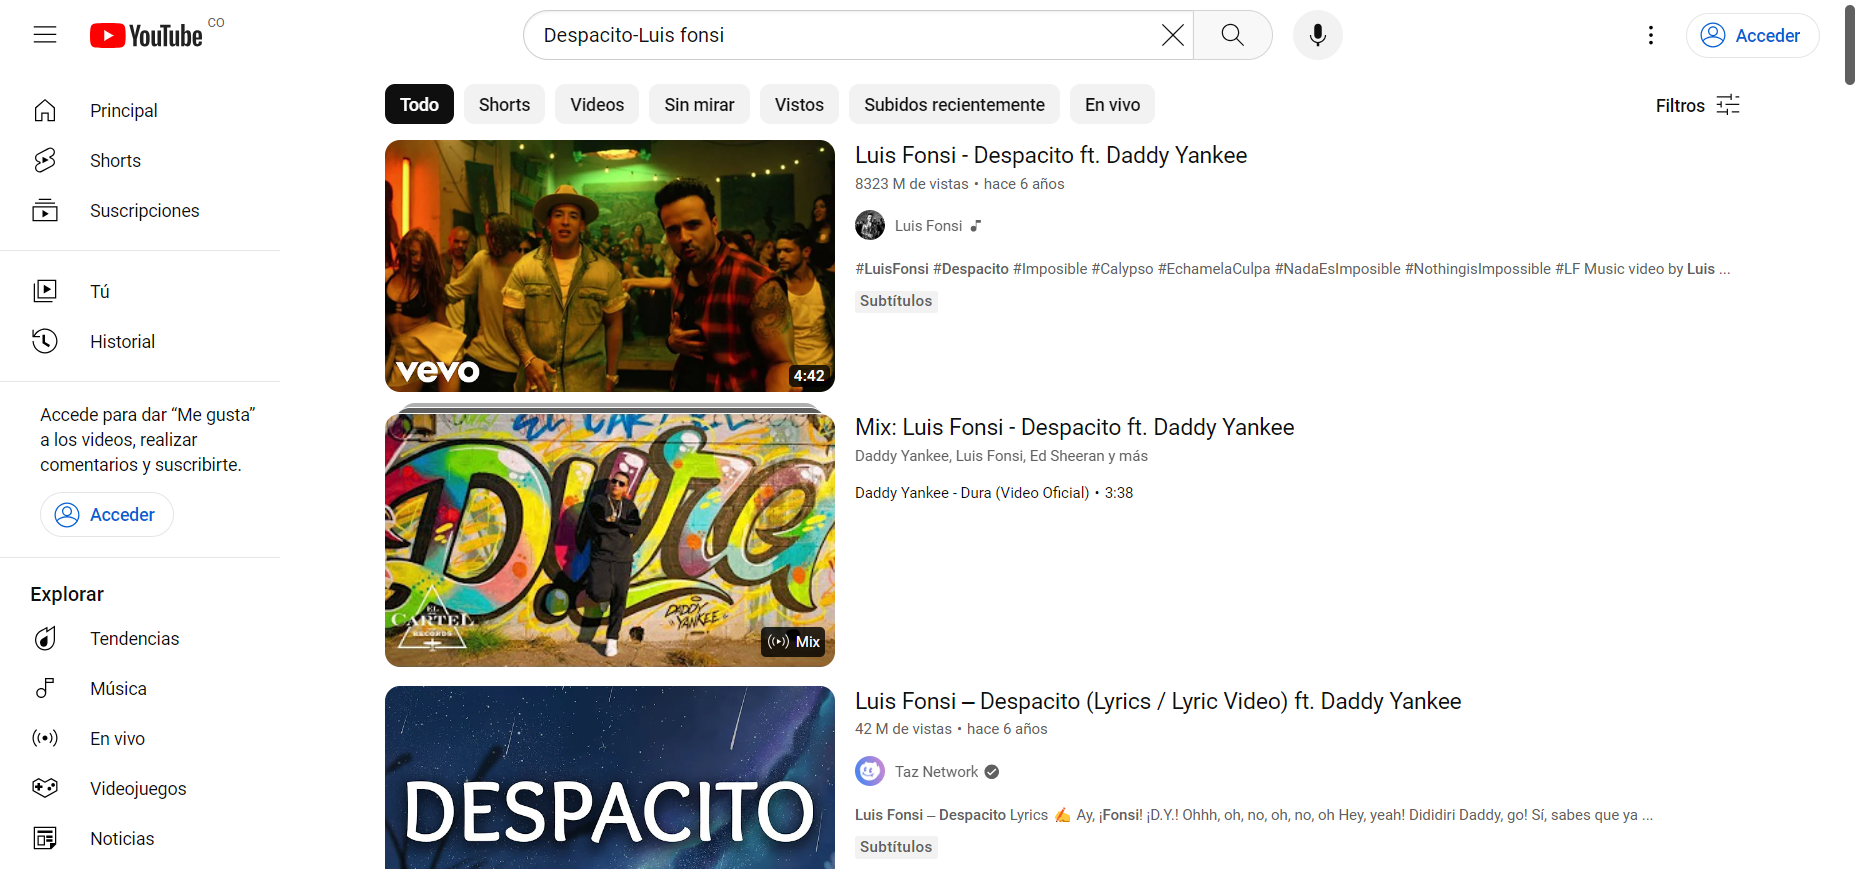 YouTube CO
Despacito-Luis fonsi
Acceder
Principal
Shorts
Suscripciones
Tú
Historial
Accede para dar “Me gusta”
a los videos, realizar
comentarios y suscribirte.
Acceder
Explorar
Tendencias
Música
En vivo
Videojuegos
Noticias
Todo
Shorts
Videos
Sin mirar
Vistos
Subidos recientemente
En vivo
Filtros
vevo
4:42
Luis Fonsi - Despacito ft. Daddy Yankee
8323 M de vistas • hace 6 años
Luis Fonsi
#LuisFonsi #Despacito #Imposible #Calypso #EchamelaCulpa #NadaEsImposible #NothingisImpossible #LF Music video by Luis ...
Subtítulos
DURA
DADDY
YANKEE
EL
CARTEL
RECORDS
Mix
Mix: Luis Fonsi - Despacito ft. Daddy Yankee
Daddy Yankee, Luis Fonsi, Ed Sheeran y más
Daddy Yankee - Dura (Video Oficial) • 3:38
DESPACITO
Luis Fonsi ‒ Despacito (Lyrics / Lyric Video) ft. Daddy Yankee
42 M de vistas • hace 6 años
Taz Network
Luis Fonsi ‒ Despacito Lyrics ✍️ Ay, ¡Fonsi! ¡D.Y.! Ohhh, oh, no, oh, no, oh Hey, yeah! Dididiri Daddy, go! Sí, sabes que ya ...
Subtítulos